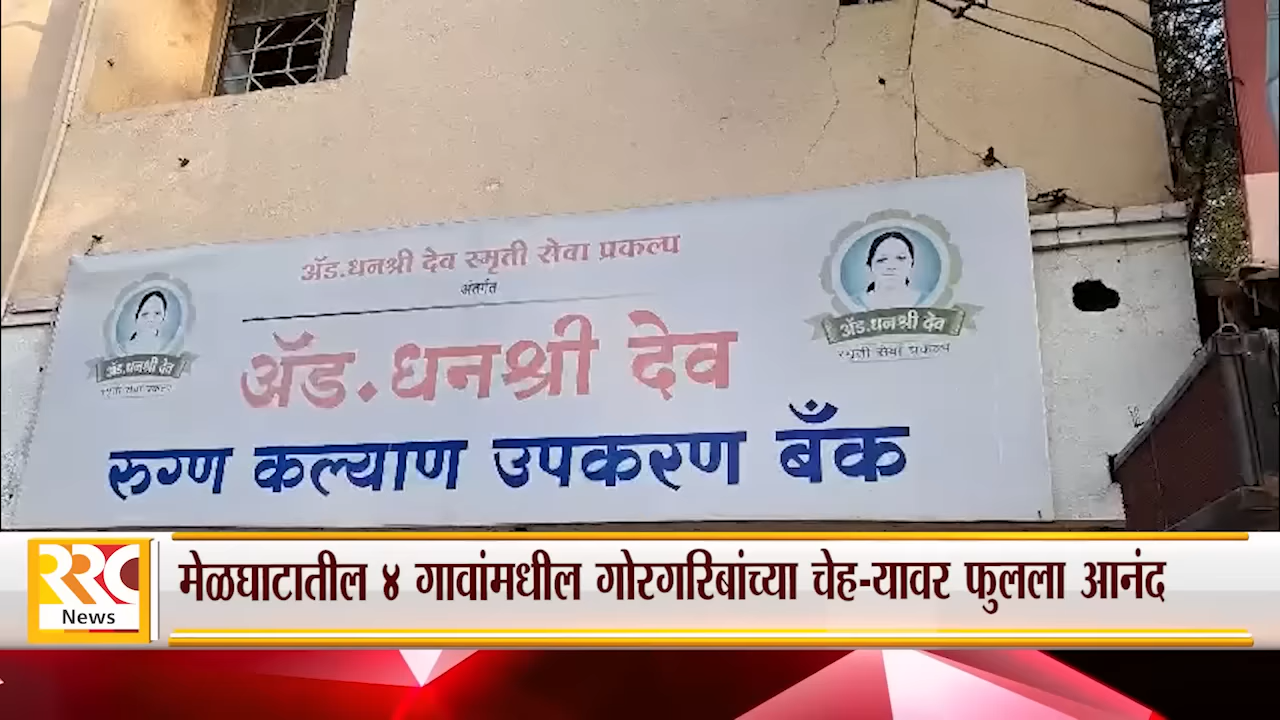 ॲड.धनश्री देव स्मृती सेवा प्रकल्प
अंतर्गत
ॲड.धनश्री देव
रुग्ण कल्याण उपकरण बँक
ॲड.धनश्री देव
स्मृती सेवा प्रकल्प
ॲड.धनश्री देव
स्मृती सेवा प्रकल्प
RRC
News
मेळघाटातील ४ गावांमधील गोरगरिबांच्या चेह-यावर फुलला आनंद